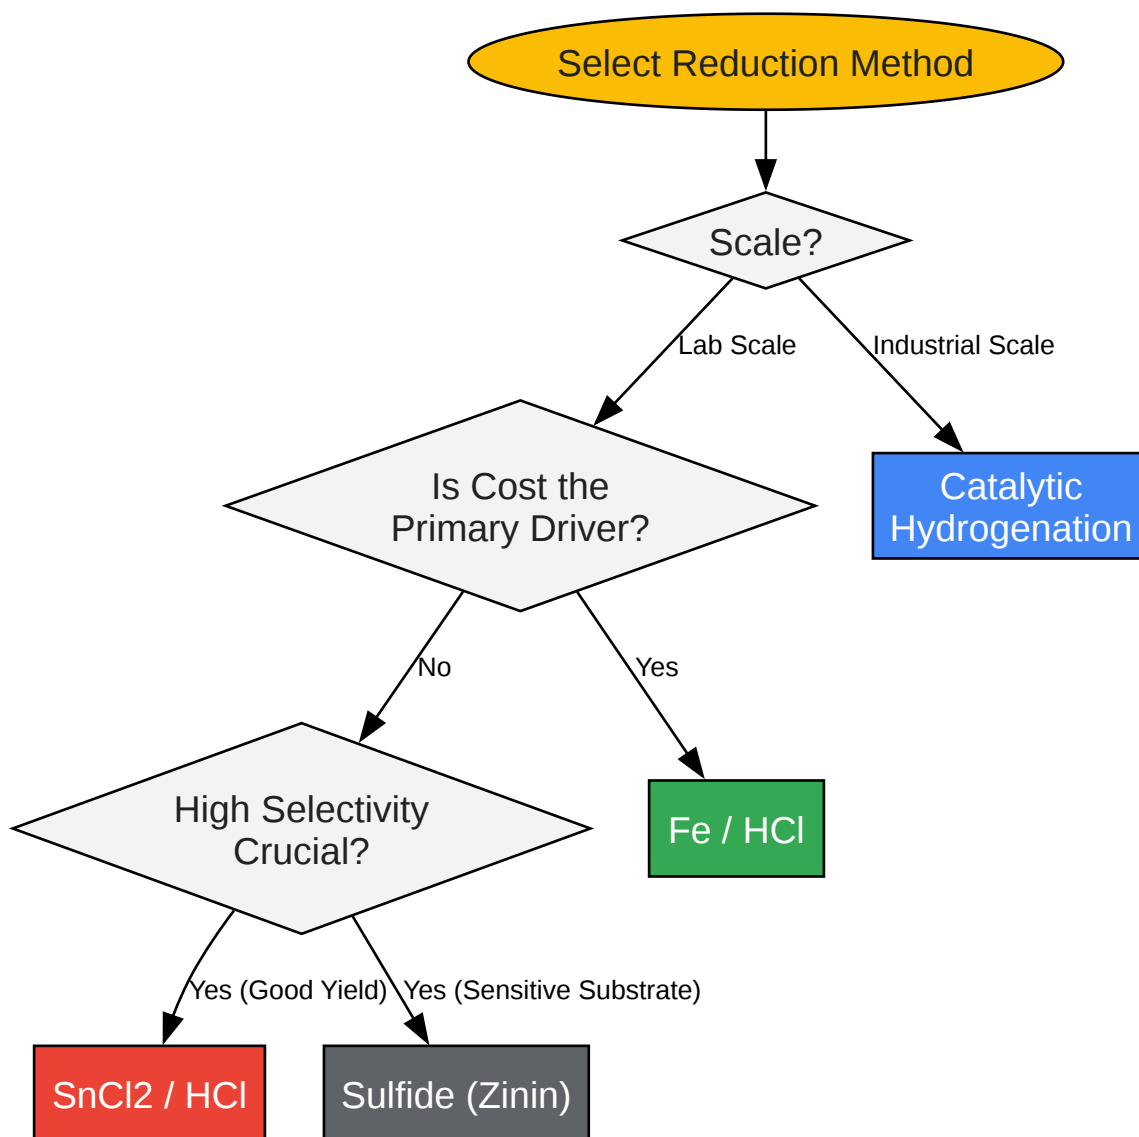 Select Reduction Method
Scale?
Lab Scale
Industrial Scale
Is Cost the
Primary Driver?
Catalytic
Hydrogenation
No
Yes
High Selectivity
Crucial?
Fe / HCl
Yes (Good Yield)
Yes (Sensitive Substrate)
SnCl2 / HCl
Sulfide (Zinin)